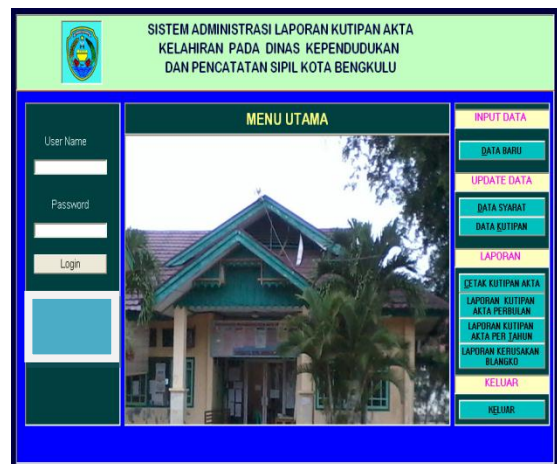 SISTEM ADMINISTRASI LAPORAN KUTIPAN AKTA
KELAHIRAN PADA DINAS KEPENDUDUKAN
DAN PENCATATAN SIPIL KOTA BENGKULU
User Name
Password
Login
MENU UTAMA
INPUT DATA
DATA BARU
UPDATE DATA
DATA SYARAT
DATA KUTIPAN
LAPORAN
CETAK KUTIPAN AKTA
LAPORAN KUTIPAN
AKTA PERBULAN
LAPORAN KUTIPAN
AKTA PER TAHUN
LAPORAN KERUSAKAN
BLANGKO
KELUAR
KELUAR